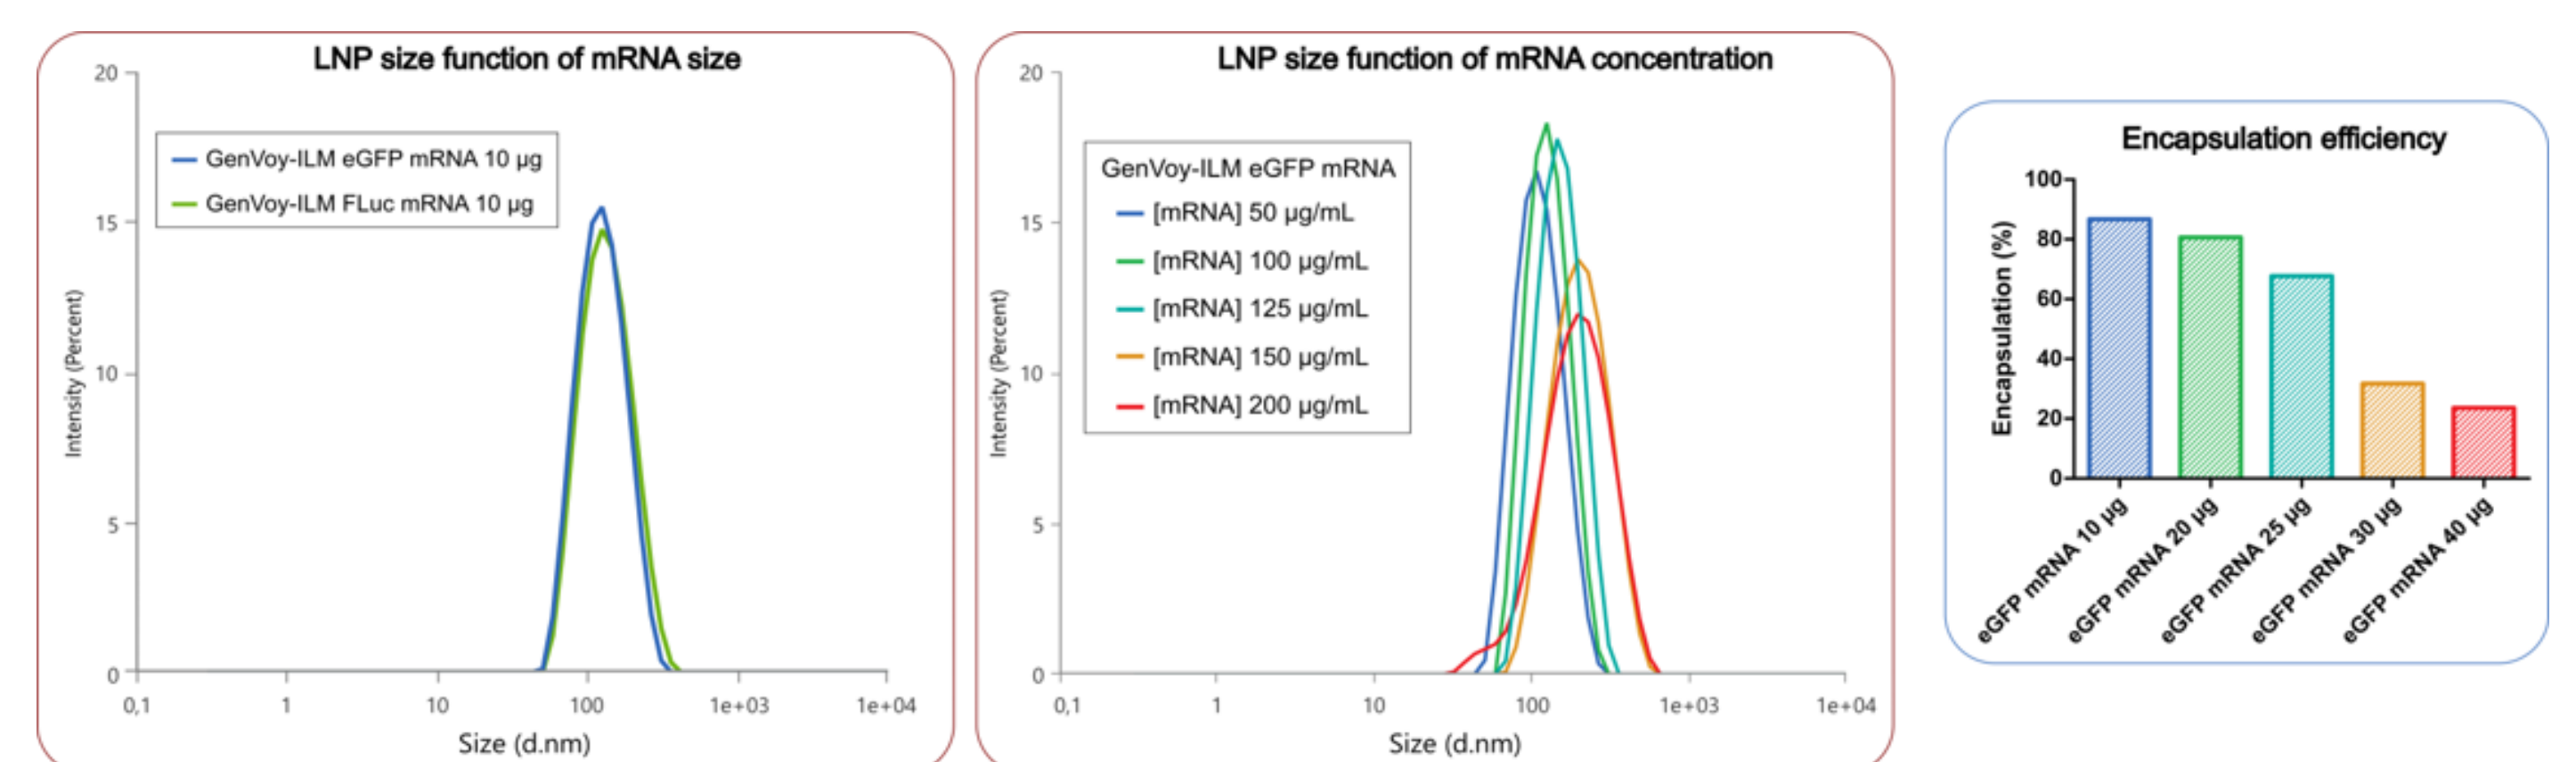 LNP size function of mRNA size
20
15
10
5
0
Intensity (Percent)
GenVoy-ILM eGFP mRNA 10 µg
GenVoy-ILM FLuc mRNA 10 µg
0,1 1 10 100 1e+03 1e+04
Size (d.nm)
LNP size function of mRNA concentration
20
15
10
5
0
Intensity (Percent)
GenVoy-ILM eGFP mRNA
[mRNA] 50 µg/mL
[mRNA] 100 µg/mL
[mRNA] 125 µg/mL
[mRNA] 150 µg/mL
[mRNA] 200 µg/mL
0,1 1 10 100 1e+03 1e+04
Size (d.nm)
Encapsulation efficiency
100
80
60
40
20
0
Encapsulation (%)
eGFP mRNA 10 µg
eGFP mRNA 20 µg
eGFP mRNA 25 µg
eGFP mRNA 30 µg
eGFP mRNA 40 µg